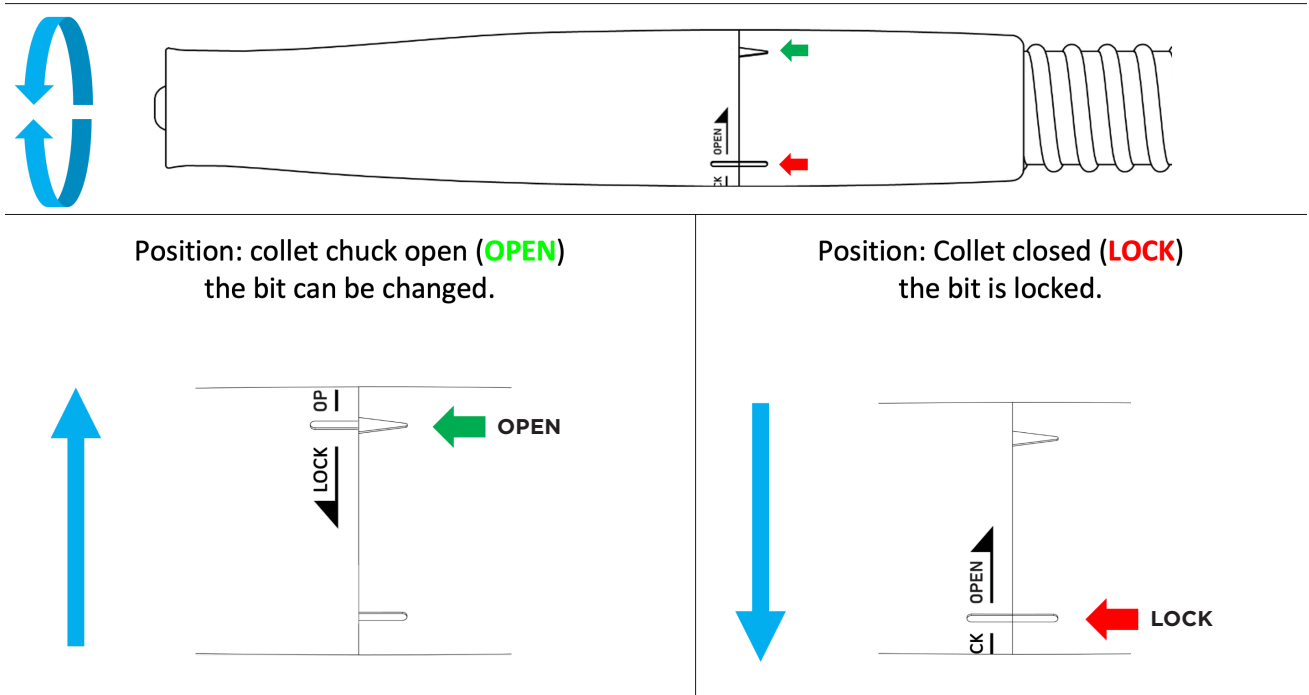 OPEN
CK
Position: collet chuck open (OPEN)
the bit can be changed.
OP
OPEN
LOCK
Position: Collet closed (LOCK)
the bit is locked.
OPEN
LOCK
CK